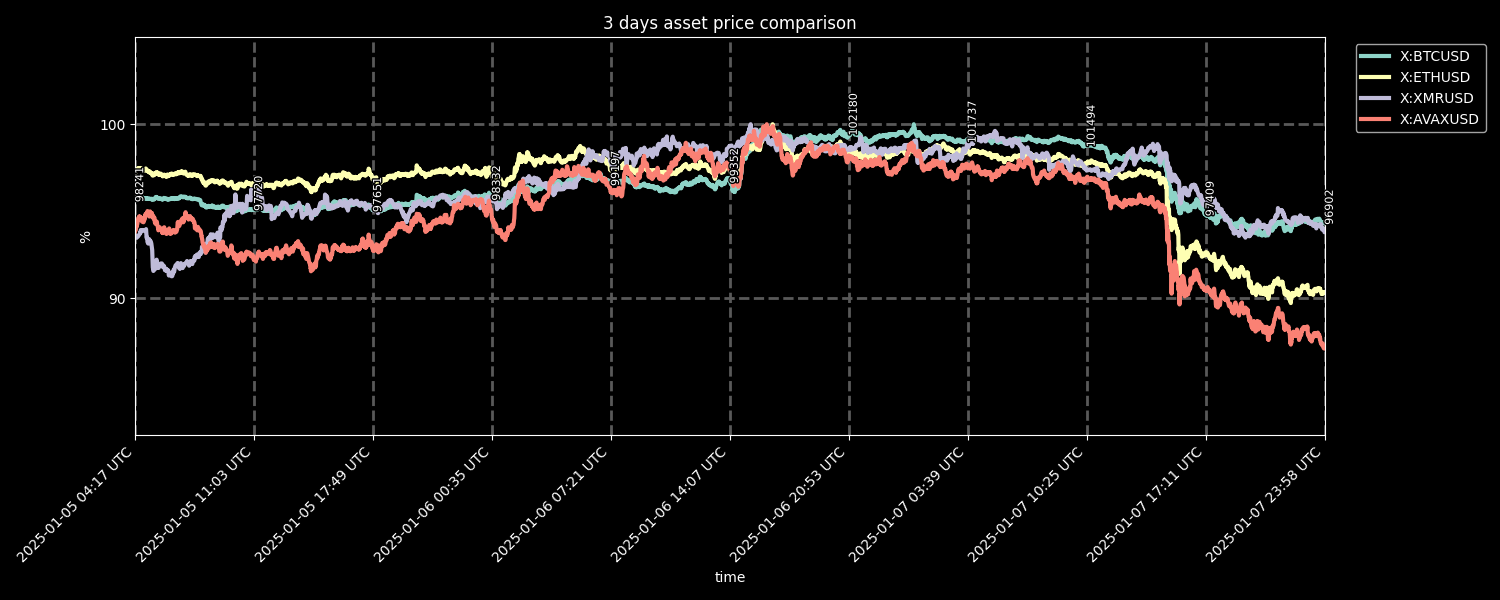 3 days asset price comparison
X:BTCUSD
X:ETHUSD
X:XMRUSD
X:AVAXUSD
%
100
90
98241
97720
97651
98332
99197
99352
102180
101737
101494
97409
96902
2025-01-05 04:17 UTC
2025-01-05 11:03 UTC
2025-01-05 17:49 UTC
2025-01-06 00:35 UTC
2025-01-06 07:21 UTC
2025-01-06 14:07 UTC
2025-01-06 20:53 UTC
2025-01-07 03:39 UTC
2025-01-07 10:25 UTC
2025-01-07 17:11 UTC
2025-01-07 23:58 UTC
time